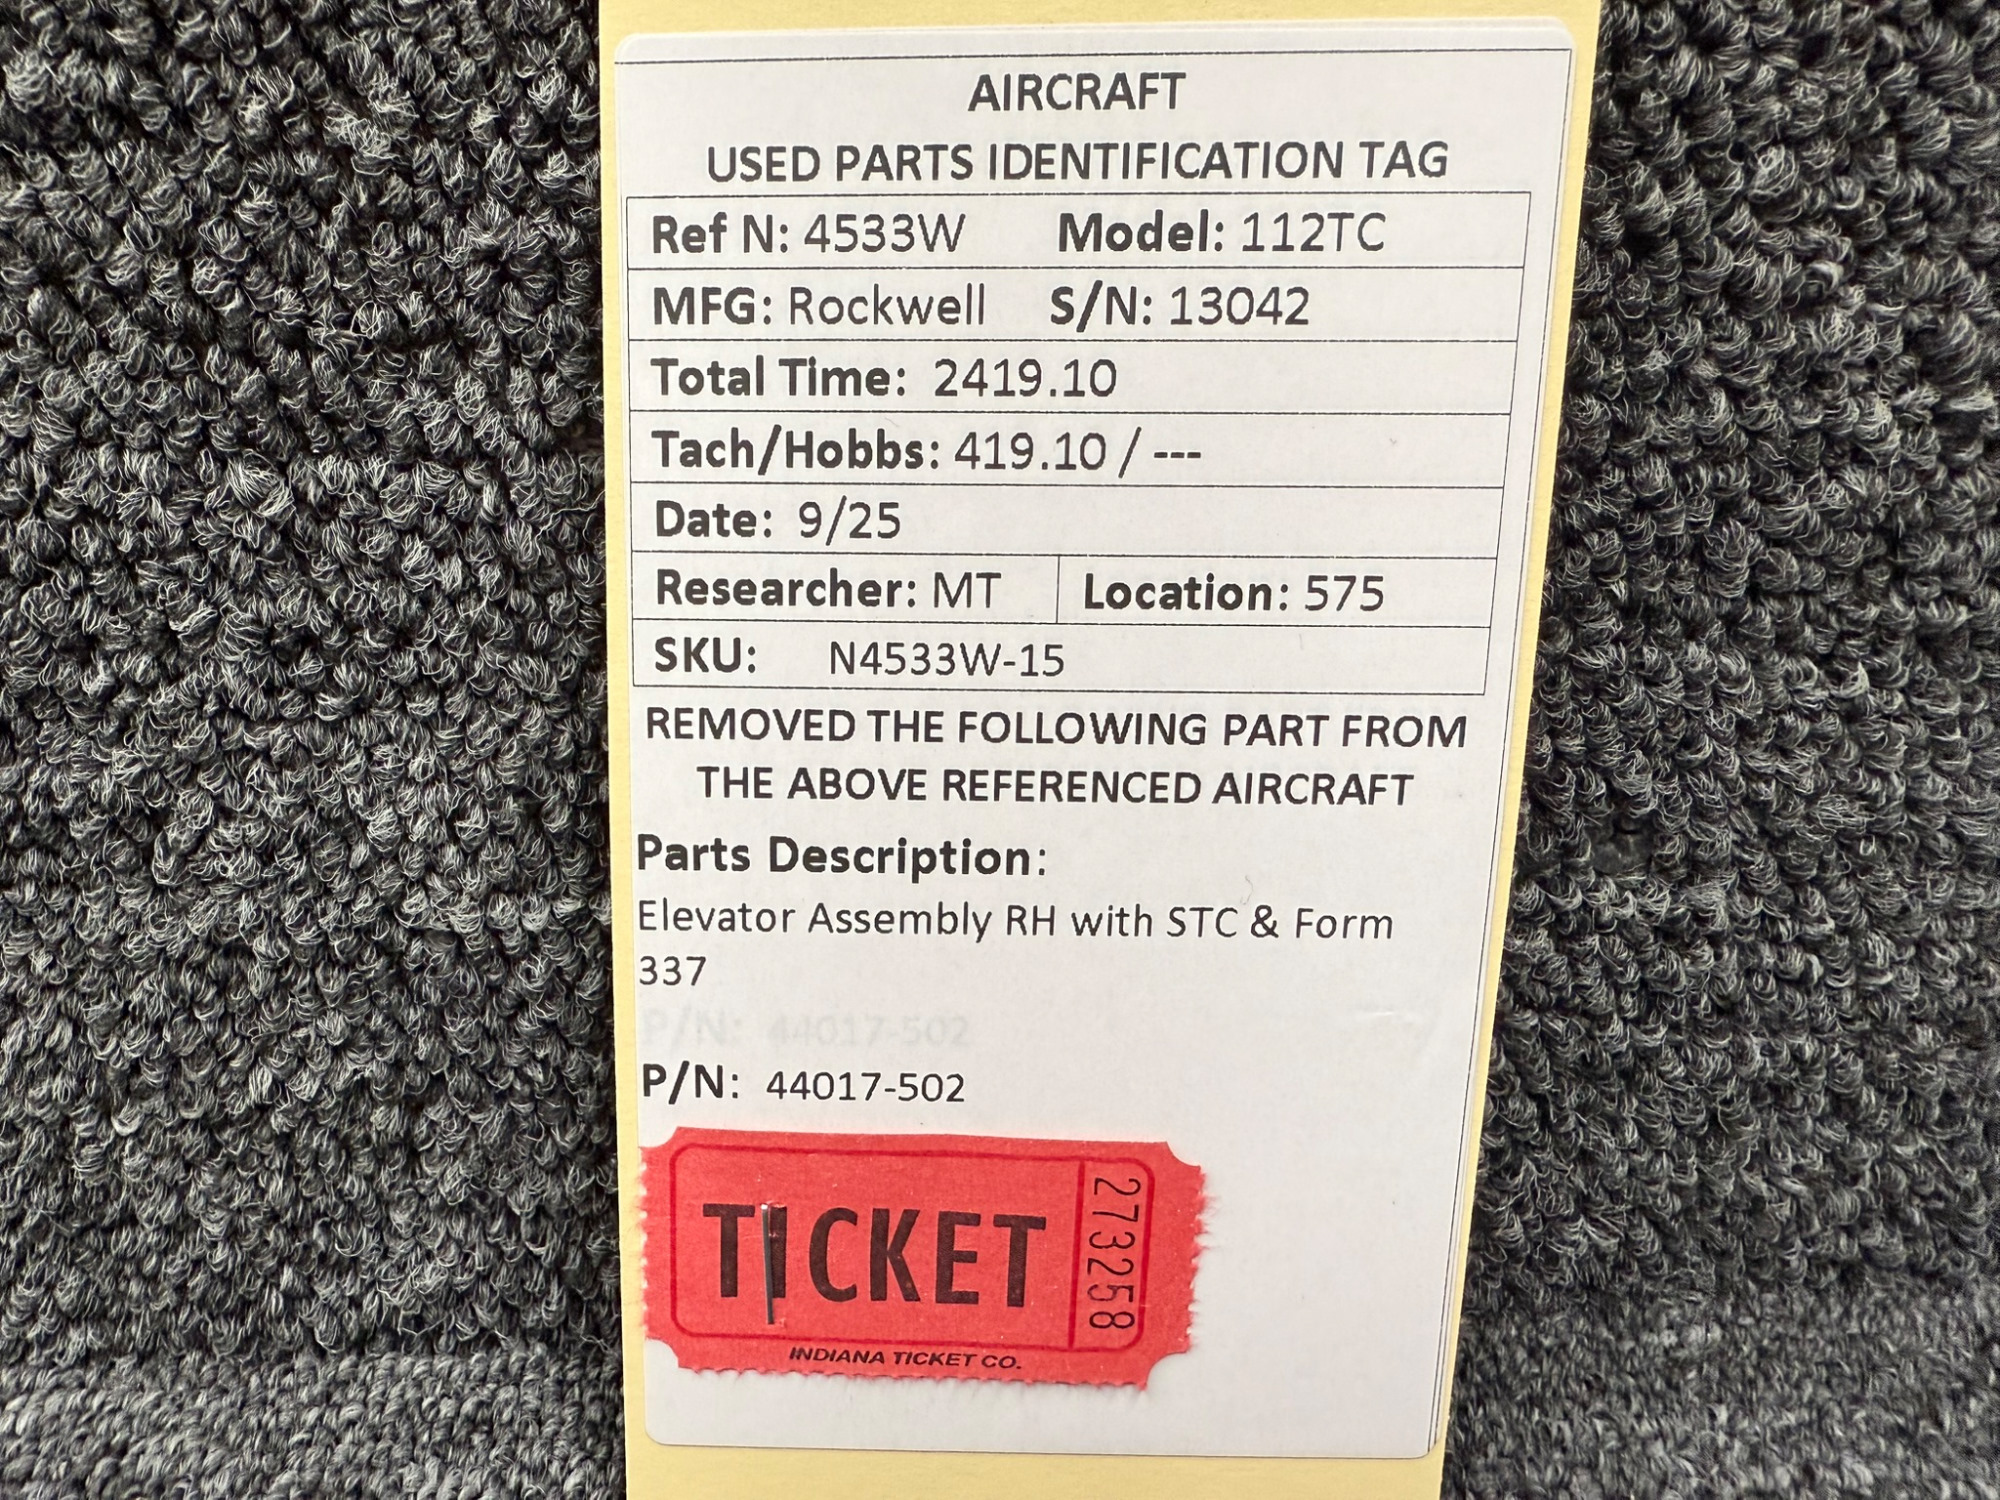 AIRCRAFT
USED PARTS IDENTIFICATION TAG
Ref N: 4533W Model: 112TC
MFG: Rockwell S/N: 13042
Total Time: 2419.10
Tach/Hobbs: 419.10 / ---
Date: 9/25
Researcher: MT Location: 575
SKU: N4533W-15
REMOVED THE FOLLOWING PART FROM
THE ABOVE REFERENCED AIRCRAFT
Parts Description:
Elevator Assembly RH with STC & Form
337
P/N: 44017-502
P/N: 44017-502
TICKET
273258
INDIANA TICKET CO.